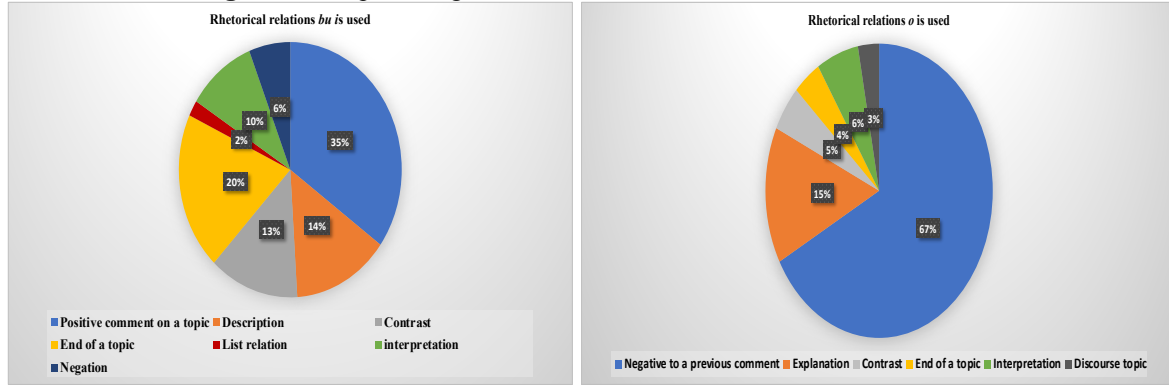 Rhetorical relations bu is used
35%
14%
13%
20%
2%
10%
6%
Positive comment on a topic Description Contrast
End of a topic List relation interpretation
Negation
Rhetorical relations o is used
67%
15%
5%
4%
6%
3%
Negative to a previous comment Explanation Contrast End of a topic Interpretation Discourse topic